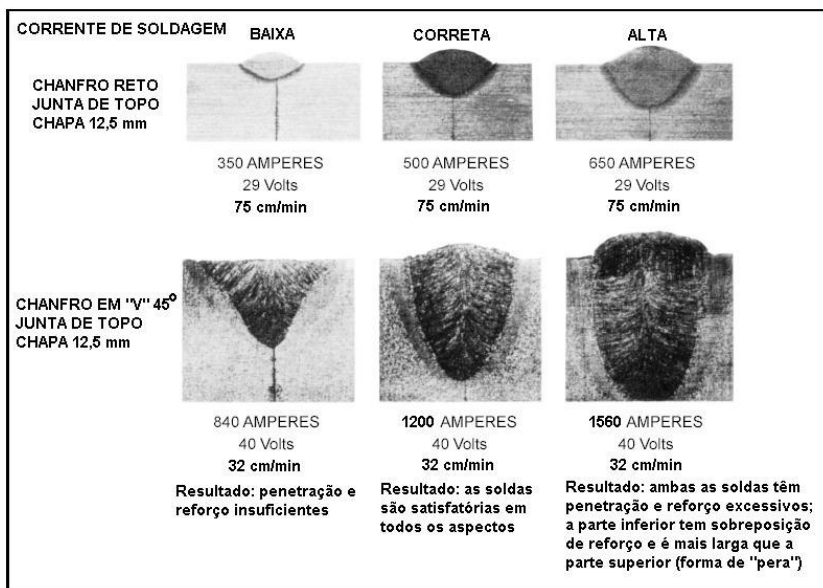 CORRENTE DE SOLDAGEM
BAIXA
CORRETA
ALTA
CHANFRO RETO
JUNTA DE TOPO
CHAPA 12,5 mm
350 AMPERES
29 Volts
75 cm/min
500 AMPERES
29 Volts
75 cm/min
650 AMPERES
29 Volts
75 cm/min
CHANFRO EM "V" 45º
JUNTA DE TOPO
CHAPA 12,5 mm
840 AMPERES
40 Volts
32 cm/min
Resultado: penetração e
reforço insuficientes
1200 AMPERES
40 Volts
32 cm/min
Resultado: as soldas
são satisfatórias em
todos os aspectos
1560 AMPERES
40 Volts
32 cm/min
Resultado: ambas as soldas têm
penetração e reforço excessivos;
a parte inferior tem sobreposição
de reforço e é mais larga que a
parte superior (forma de "pera")